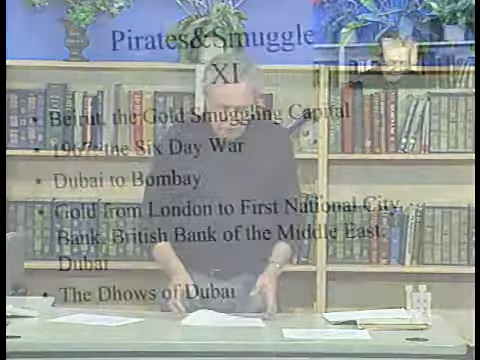 Pirates&Smuggle
XI
• Beirut, the Gold Smuggling Capital
• 1967: the Six Day War
• Dubai to Bombay
• Gold from London to First National City
Bank, British Bank of the Middle East,
Dubai
• The Dhows of Dubai